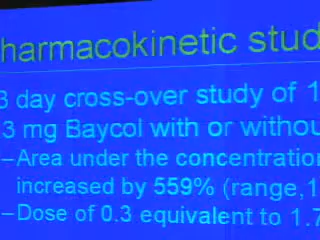 harmacokinetic stud
3 day cross-over study of 1
3 mg Baycol with or withou
–Area under the concentration
increased by 559% (range,1
–Dose of 0.3 equivalent to 1.7